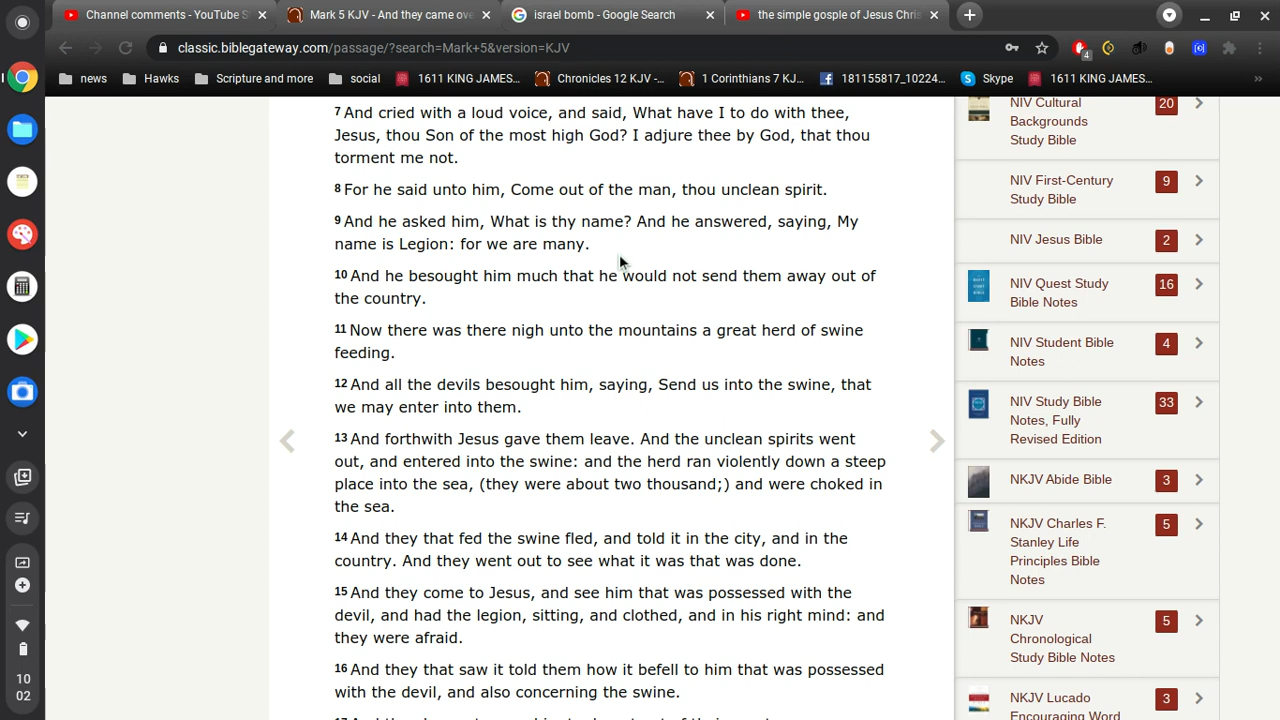 Channel comments - YouTube S
Mark 5 KJV - And they came ove
israel bomb - Google Search
the simple gosple of Jesus Chris
classic.biblegateway.com/passage/?search=Mark+5&version=KJV
4
news
Hawks
Scripture and more
social
1611 KING JAMES...
Chronicles 12 KJV -...
1 Corinthians 7 KJ...
181155817_10224...
Skype
1611 KING JAMES...
»
7 And cried with a loud voice, and said, What have I to do with thee,
Jesus, thou Son of the most high God? I adjure thee by God, that thou
torment me not.
8 For he said unto him, Come out of the man, thou unclean spirit.
9 And he asked him, What is thy name? And he answered, saying, My
name is Legion: for we are many.
10 And he besought him much that he would not send them away out of
the country.
11 Now there was there nigh unto the mountains a great herd of swine
feeding.
12 And all the devils besought him, saying, Send us into the swine, that
we may enter into them.
13 And forthwith Jesus gave them leave. And the unclean spirits went
out, and entered into the swine: and the herd ran violently down a steep
place into the sea, (they were about two thousand;) and were choked in
the sea.
14 And they that fed the swine fled, and told it in the city, and in the
country. And they went out to see what it was that was done.
15 And they come to Jesus, and see him that was possessed with the
devil, and had the legion, sitting, and clothed, and in his right mind: and
they were afraid.
16 And they that saw it told them how it befell to him that was possessed
with the devil, and also concerning the swine.
NIV Cultural
Backgrounds
Study Bible
20
NIV First-Century
Study Bible
9
NIV Jesus Bible
2
NIV Quest Study
Bible Notes
16
NIV Student Bible
Notes
4
NIV Study Bible
Notes, Fully
Revised Edition
33
NKJV Abide Bible
3
NKJV Charles F.
Stanley Life
Principles Bible
Notes
5
NKJV
Chronological
Study Bible Notes
5
NKJV Lucado
Encouraging Word
3
10
02